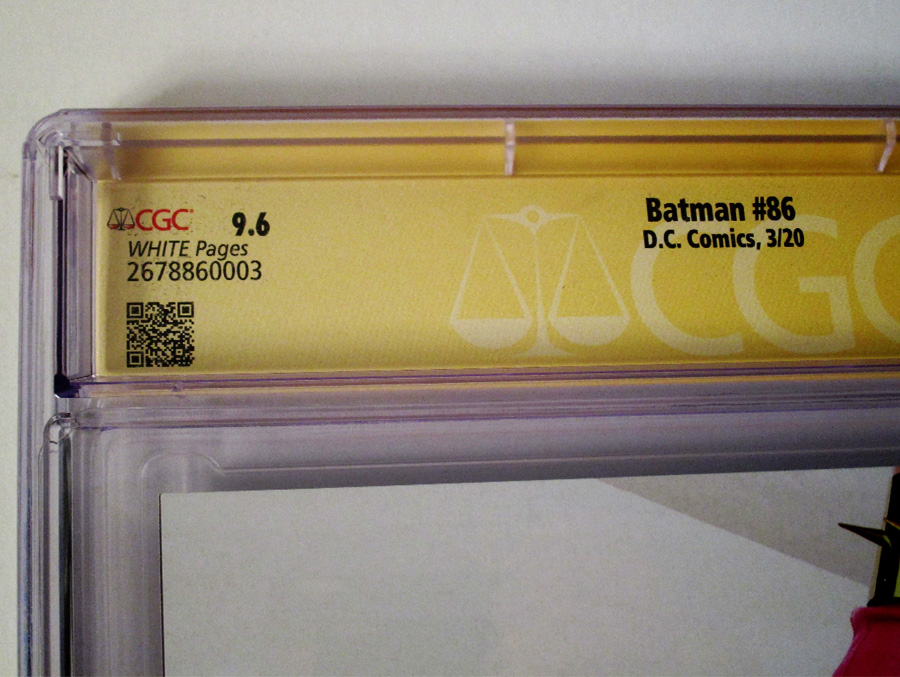 CGC 9.6
WHITE Pages
2678860003
Batman #86
D.C. Comics, 3/20
CGC